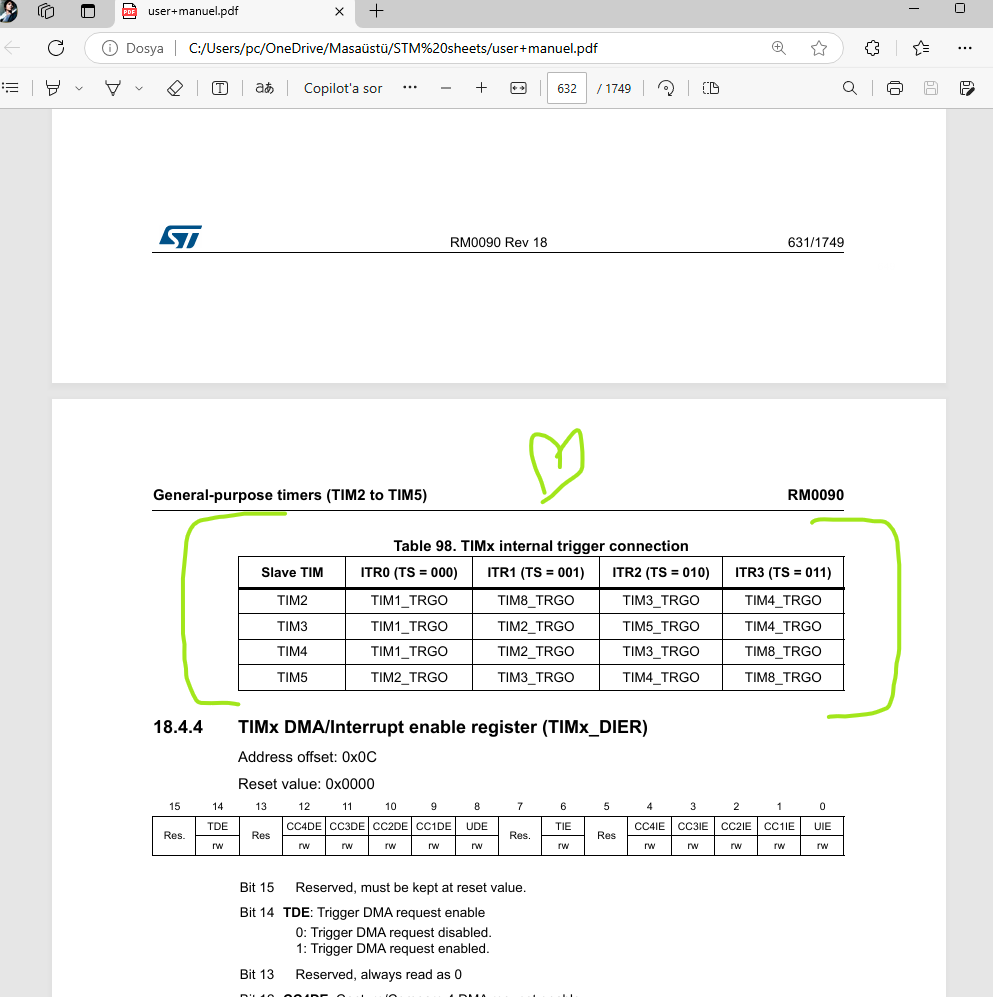 user+manuel.pdf
Dosya C:/Users/pc/OneDrive/Masaüstü/STM%20sheets/user+manuel.pdf
T aあ Copilot'a sor 632 / 1749
ST RM0090 Rev 18 631/1749
General-purpose timers (TIM2 to TIM5) RM0090
Table 98. TIMx internal trigger connection
Slave TIM ITR0 (TS = 000) ITR1 (TS = 001) ITR2 (TS = 010) ITR3 (TS = 011)
TIM2 TIM1_TRGO TIM8_TRGO TIM3_TRGO TIM4_TRGO
TIM3 TIM1_TRGO TIM2_TRGO TIM5_TRGO TIM4_TRGO
TIM4 TIM1_TRGO TIM2_TRGO TIM3_TRGO TIM8_TRGO
TIM5 TIM2_TRGO TIM3_TRGO TIM4_TRGO TIM8_TRGO
18.4.4 TIMx DMA/Interrupt enable register (TIMx_DIER)
Address offset: 0x0C
Reset value: 0x0000
15 14 13 12 11 10 9 8 7 6 5 4 3 2 1 0
Res. TDE Res CC4DE CC3DE CC2DE CC1DE UDE Res. TIE Res CC4IE CC3IE CC2IE CC1IE UIE
rw rw rw rw rw rw rw rw rw rw rw rw
Bit 15 Reserved, must be kept at reset value.
Bit 14 TDE: Trigger DMA request enable
0: Trigger DMA request disabled.
1: Trigger DMA request enabled.
Bit 13 Reserved, always read as 0